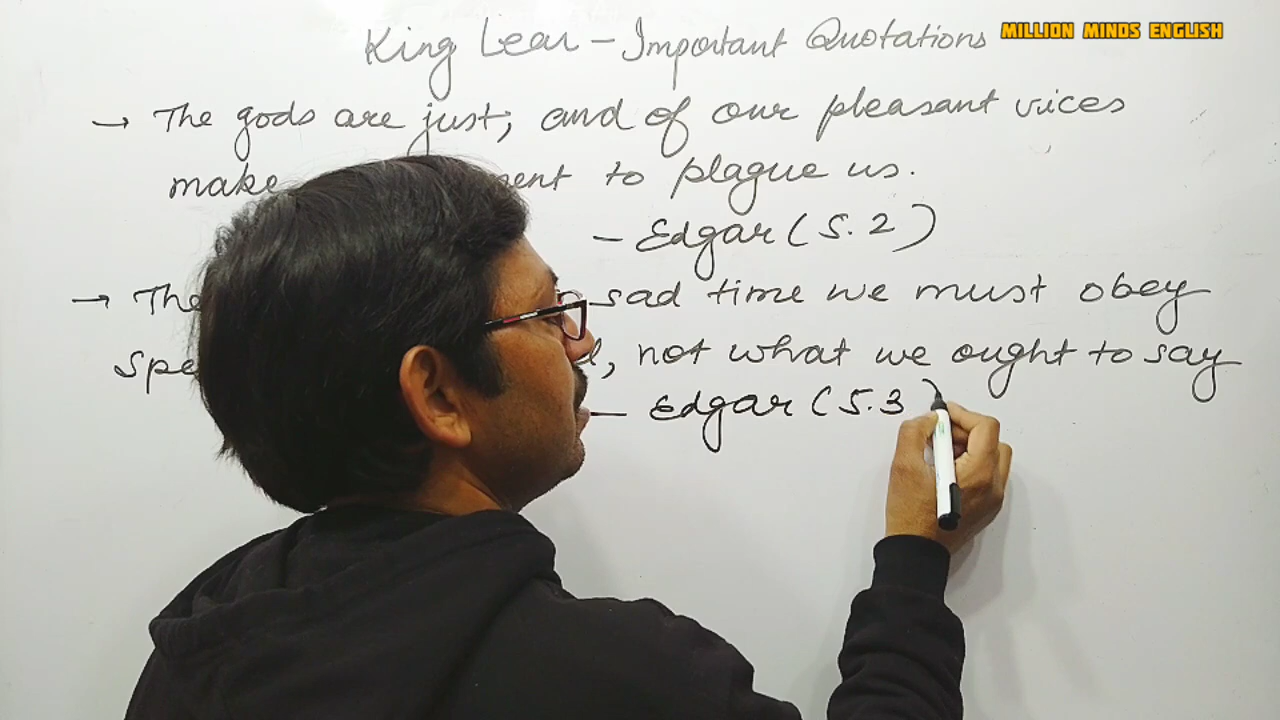 King Lear – Important Quotations
MILLION MINDS ENGLISH
→ The gods are just; and of our pleasant vices
make to plague us.
– Edgar (5.2)
→ The sad time we must obey
not what we ought to say
— Edgar (5.3)